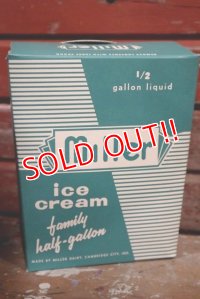 Miller's
1/2
gallon liquid
Miller
SOLD OUT!!
ice
cream
family
half-gallon
MADE BY MILLER DAIRY, CAMBRIDGE CITY, IND.